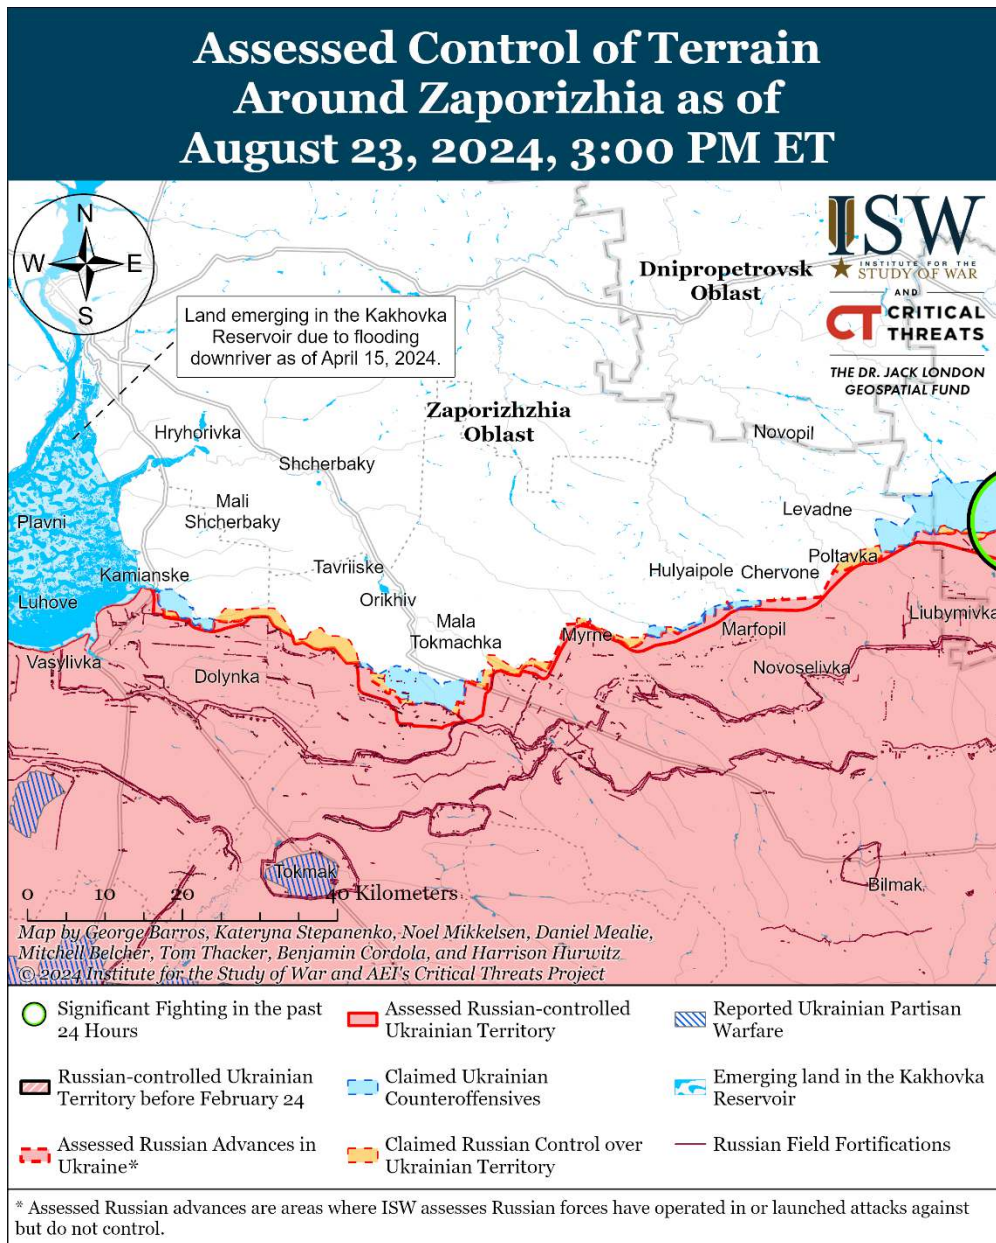 Assessed Control of Terrain
Around Zaporizhia as of
August 23, 2024, 3:00 PM ET
N
W
E
S
ISW
INSTITUTE FOR THE
STUDY OF WAR
AND
CT CRITICAL
THREATS
THE DR. JACK LONDON
GEOSPATIAL FUND
Dnipropetrovsk
Oblast
Land emerging in the Kakhovka
Reservoir due to flooding
downriver as of April 15, 2024.
Zaporizhzhia
Oblast
Hryhorivka
Novopil
Shcherbaky
Mali
Shcherbaky
Levadne
Plavni
Poltavka
Tavriiske
Kamianske
Hulyaipole
Chervone
Luhove
Orikhiv
Liubymivka
Mala
Tokmachka
Myrne
Marfopil
Vasylivka
Dolynka
Novoselivka
Tokmak
Bilmak
0 10 20 40 Kilometers
Map by George Barros, Kateryna Stepanenko, Noel Mikkelsen, Daniel Mealie,
Mitchell Belcher, Tom Thacker, Benjamin Cordola, and Harrison Hurwitz
© 2024 Institute for the Study of War and AEI's Critical Threats Project
Significant Fighting in the past
24 Hours
Assessed Russian-controlled
Ukrainian Territory
Reported Ukrainian Partisan
Warfare
Russian-controlled Ukrainian
Territory before February 24
Claimed Ukrainian
Counteroffensives
Emerging land in the Kakhovka
Reservoir
Assessed Russian Advances in
Ukraine*
Claimed Russian Control over
Ukrainian Territory
Russian Field Fortifications
* Assessed Russian advances are areas where ISW assesses Russian forces have operated in or launched attacks against
but do not control.